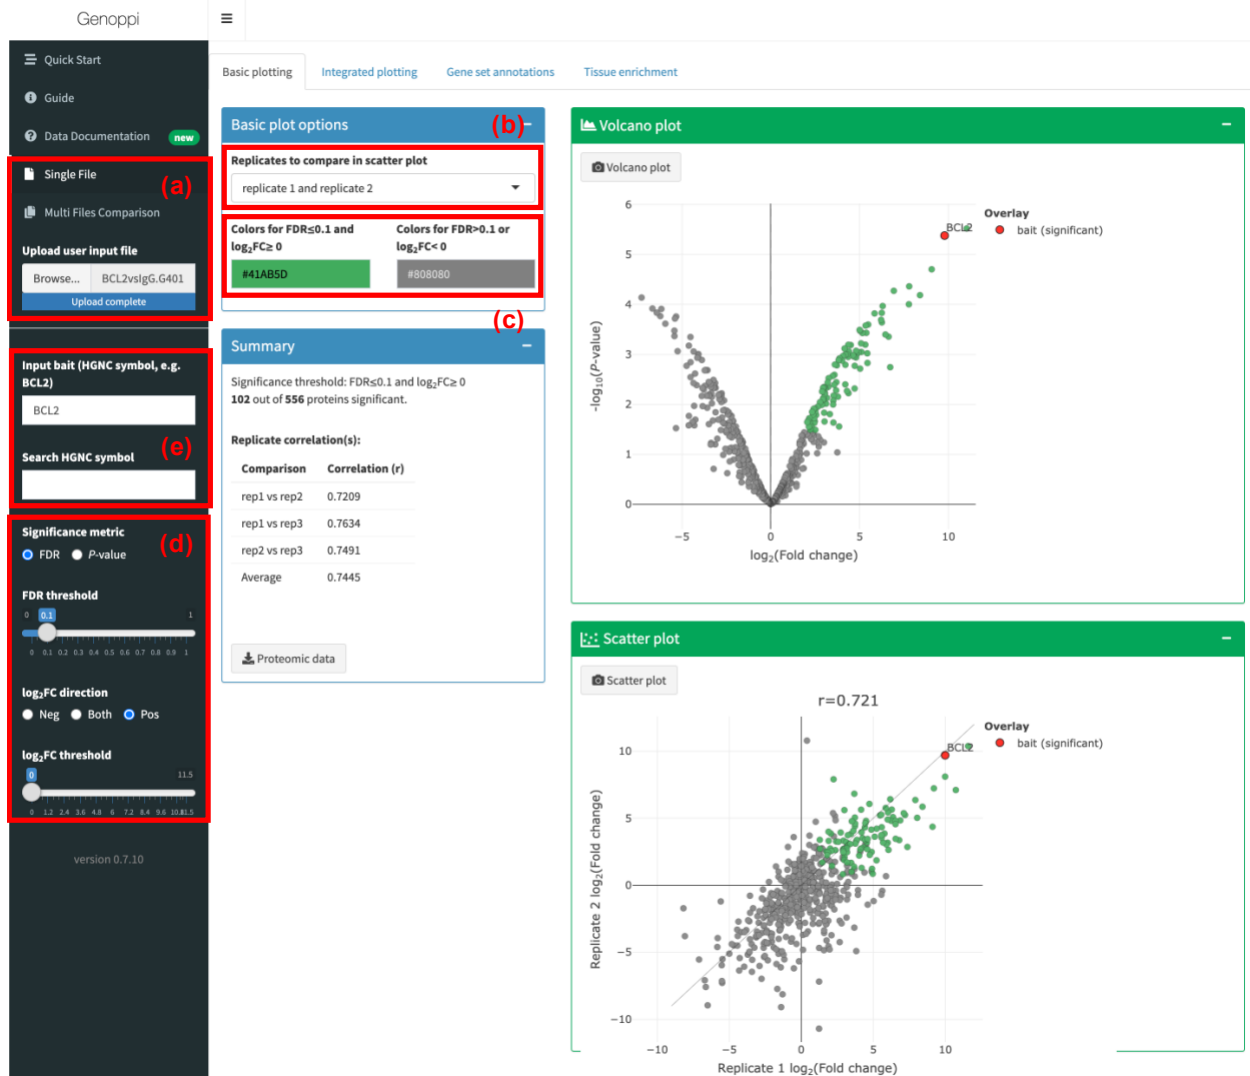 Genoppi
Quick Start
Guide
Data Documentation new
(a)
Single File
Multi Files Comparison
Upload user input file
Browse... BCL2vsIgG.G401
Upload complete
Input bait (HGNC symbol, e.g.
BCL2)
BCL2
(e)
Search HGNC symbol
Significance metric
(d)
FDR P-value
FDR threshold
0 0.1 1
0 0.1 0.2 0.3 0.4 0.5 0.6 0.7 0.8 0.9 1
log₂FC direction
Neg Both Pos
log₂FC threshold
0 11.5
0 1.2 2.4 3.6 4.8 6 7.2 8.4 9.6 10.8 11.5
version 0.7.10
Basic plotting Integrated plotting Gene set annotations Tissue enrichment
Basic plot options (b)
Replicates to compare in scatter plot
replicate 1 and replicate 2
Colors for FDR≤0.1 and
log₂FC≥ 0
#41AB5D
Colors for FDR>0.1 or
log₂FC< 0
#808080
(c)
Summary
Significance threshold: FDR≤0.1 and log₂FC≥ 0
102 out of 556 proteins significant.
Replicate correlation(s):
Comparison Correlation (r)
rep1 vs rep2 0.7209
rep1 vs rep3 0.7634
rep2 vs rep3 0.7491
Average 0.7445
Proteomic data
Volcano plot
Volcano plot
6
5
4
3
2
1
0
-log₁₀(P-value)
BCL2
Overlay
bait (significant)
−5 0 5 10
log₂(Fold change)
Scatter plot
Scatter plot
r=0.721
10
5
0
−5
−10
Replicate 2 log₂(Fold change)
BCL2
Overlay
bait (significant)
−10 −5 0 5 10
Replicate 1 log₂(Fold change)